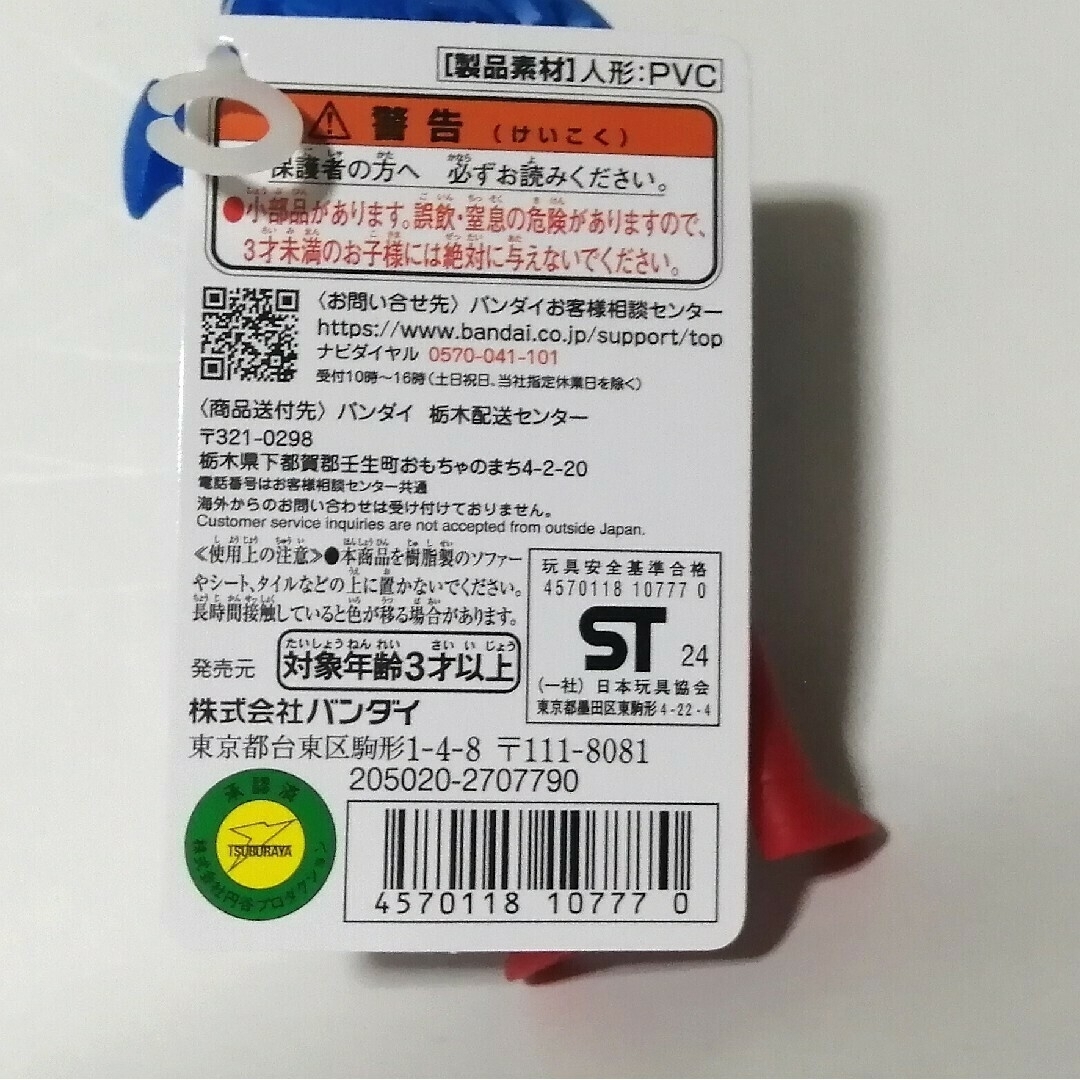 [製品素材]人形:PVC
警告 (けいこく)
保護者の方へ 必ずお読みください。
●小部品があります。誤飲・窒息の危険がありますので、
3才未満のお子様には絶対に与えないでください。
〈お問い合せ先〉バンダイお客様相談センター
https://www.bandai.co.jp/support/top
ナビダイヤル 0570-041-101
受付10時~16時(土日祝日、当社指定休業日を除く)
〈商品送付先〉バンダイ 栃木配送センター
〒321-0298
栃木県下都賀郡壬生町おもちゃのまち4-2-20
電話番号はお客様相談センター共通
海外からのお問い合わせは受け付けておりません。
Customer service inquiries are not accepted from outside Japan.
≪使用上の注意≫●本商品を樹脂製のソファー
やシート、タイルなどの上に置かないでください。
長時間接触していると色が移る場合があります。
玩具安全基準合格
4570118 10777 0
ST 24
(一社)日本玩具協会
東京都墨田区東駒形4-22-4
たいしょうねんれい さいいじょう
対象年齢3才以上
発売元
株式会社バンダイ
東京都台東区駒形1-4-8 〒111-8081
205020-2707790
承認済
TSUBURAYA
株式会社円谷プロダクション
4570118 10777 0